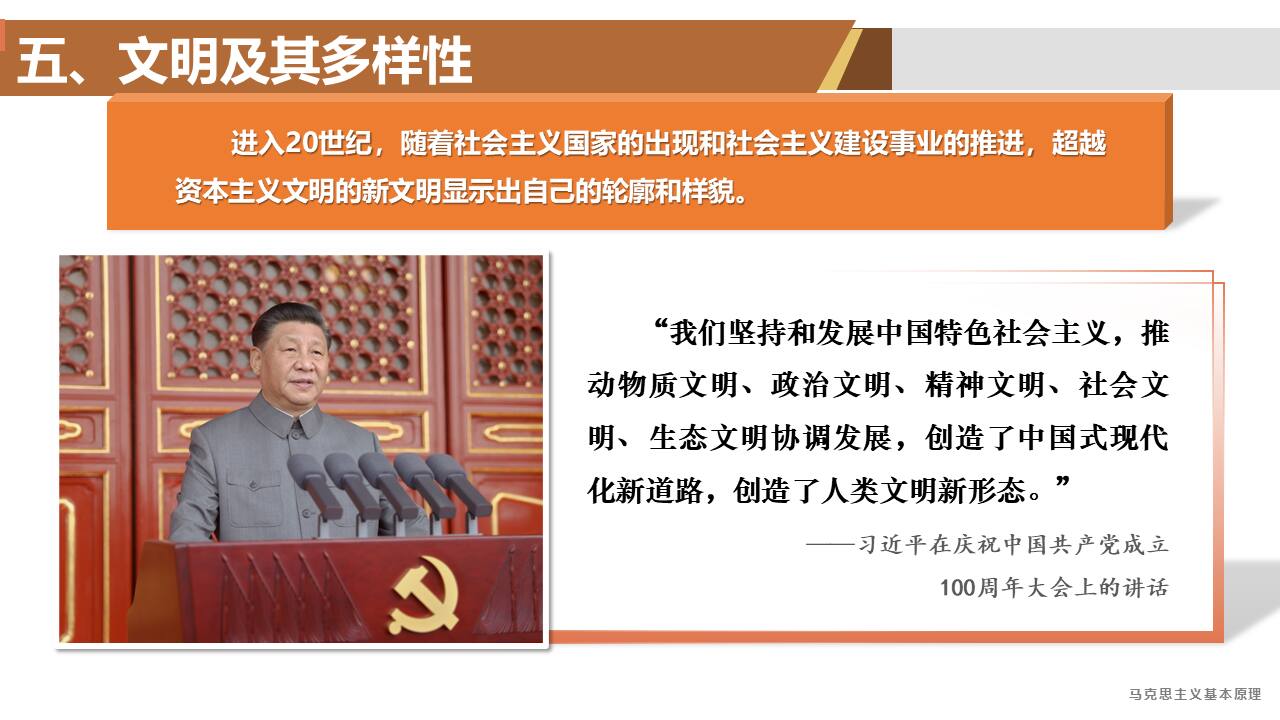 五、文明及其多样性
进入20世纪，随着社会主义国家的出现和社会主义建设事业的推进，超越
资本主义文明的新文明显示出自己的轮廓和样貌。
“我们坚持和发展中国特色社会主义，推
动物质文明、政治文明、精神文明、社会文
明、生态文明协调发展，创造了中国式现代
化新道路，创造了人类文明新形态。”
——习近平在庆祝中国共产党成立
100周年大会上的讲话
马克思主义基本原理